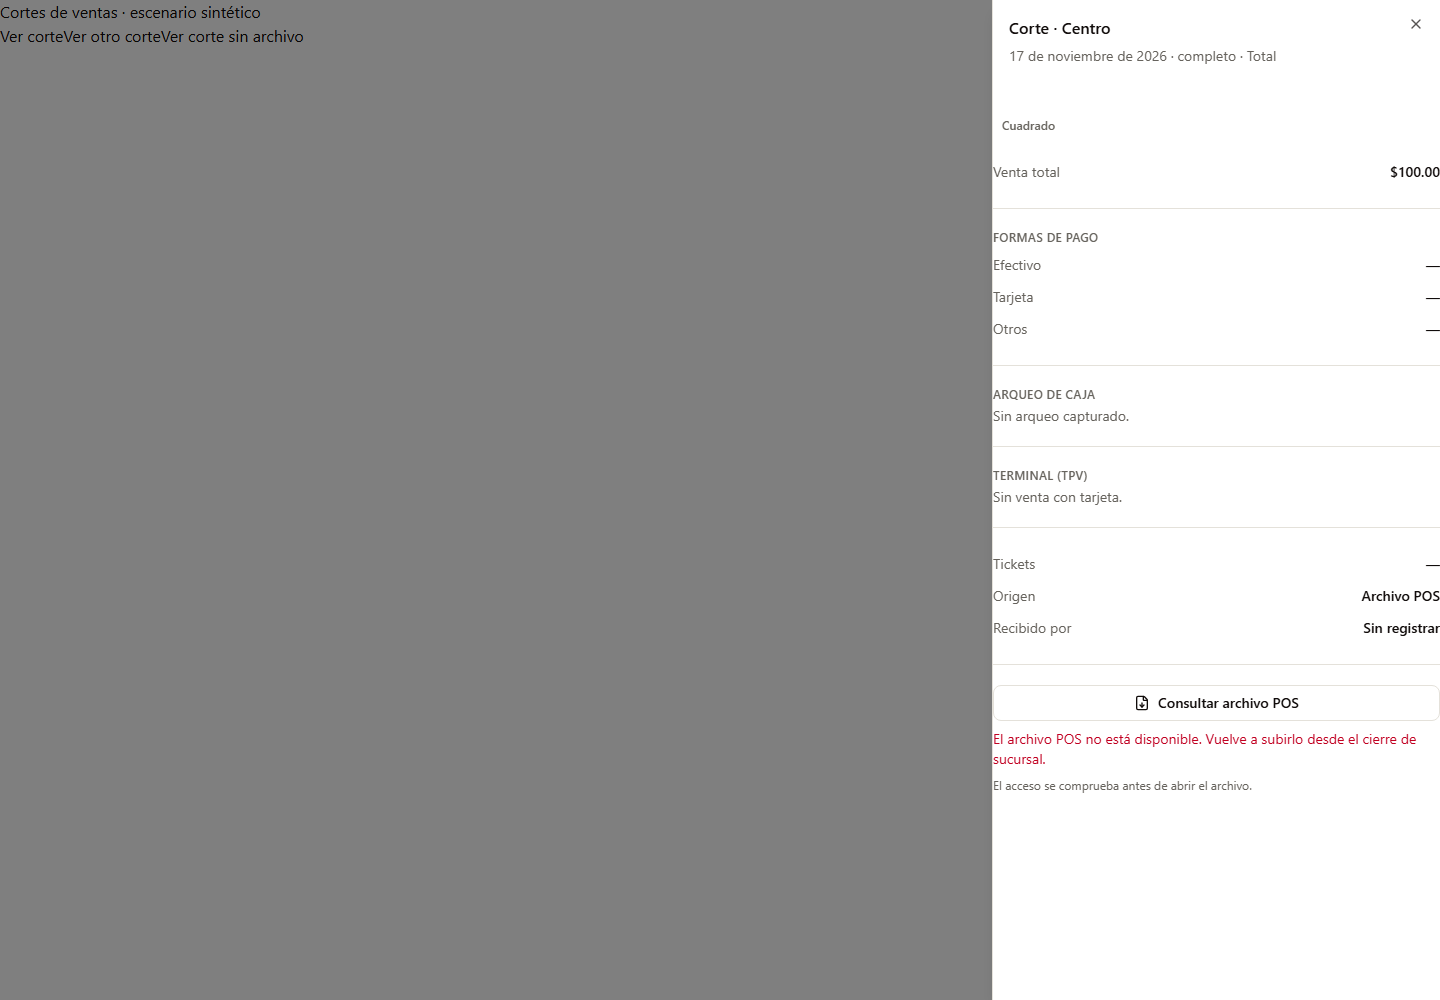 Cortes de ventas · escenario sintético
Ver corteVer otro corteVer corte sin archivo
Corte · Centro
17 de noviembre de 2026 · completo · Total
Cuadrado
Venta total $100.00
FORMAS DE PAGO
Efectivo —
Tarjeta —
Otros —
ARQUEO DE CAJA
Sin arqueo capturado.
TERMINAL (TPV)
Sin venta con tarjeta.
Tickets —
Origen Archivo POS
Recibido por Sin registrar
Consultar archivo POS
El archivo POS no está disponible. Vuelve a subirlo desde el cierre de
sucursal.
El acceso se comprueba antes de abrir el archivo.